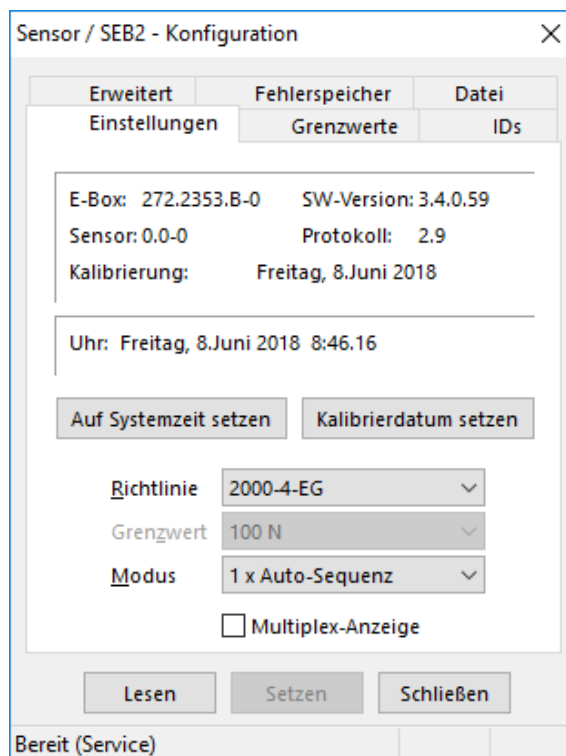 Sensor / SEB2 - Konfiguration
Erweitert Fehlerspeicher Datei
Einstellungen Grenzwerte IDs
E-Box: 272.2353.B-0 SW-Version: 3.4.0.59
Sensor: 0.0-0 Protokoll: 2.9
Kalibrierung: Freitag, 8.Juni 2018
Uhr: Freitag, 8.Juni 2018 8:46.16
Auf Systemzeit setzen Kalibrierdatum setzen
Richtlinie 2000-4-EG
Grenzwert 100 N
Modus 1 x Auto-Sequenz
Multiplex-Anzeige
Lesen Setzen Schließen
Bereit (Service)